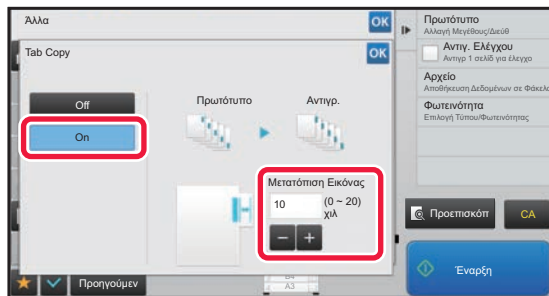 Άλλα
OK
Tab Copy
OK
Off
On
Πρωτότυπο
Αντιγρ.
Μετατόπιση Εικόνας
10
(0 ~ 20)
χιλ
Προηγούμεν
A3
Πρωτότυπο
Αλλαγή Μεγέθους/Διεύθ
Αντιγ. Ελέγχου
Αντιγρ 1 σελίδ για έλεγχο
Αρχείο
Αποθήκευση Δεδομένων σε Φάκελο
Φωτεινότητα
Επιλογή Τύπου/Φωτεινότητας
Προεπισκόπ
CA
Έναρξη